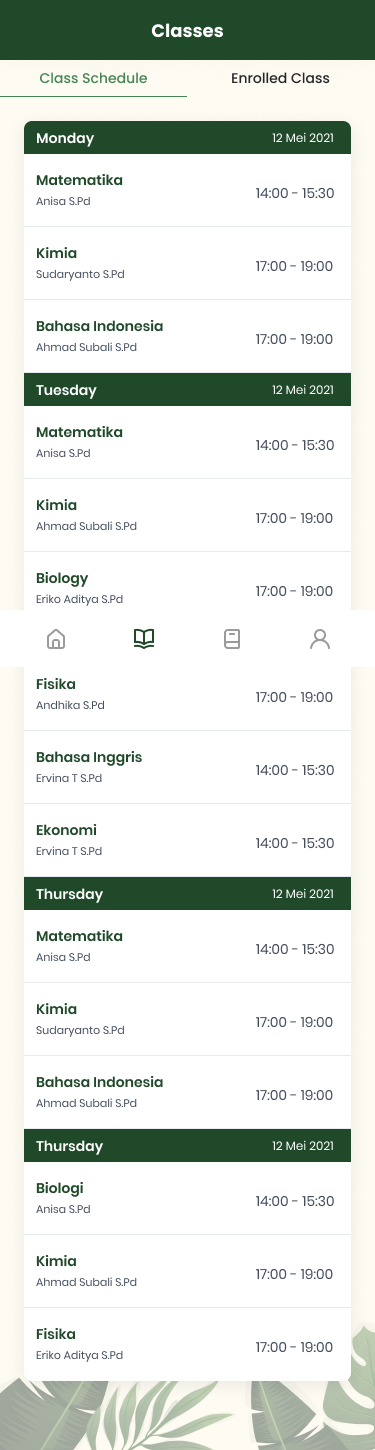 Classes
Class Schedule
Enrolled Class
Monday 12 Mei 2021
Matematika
Anisa S.Pd
14:00 - 15:30
Kimia
Sudaryanto S.Pd
17:00 - 19:00
Bahasa Indonesia
Ahmad Subali S.Pd
17:00 - 19:00
Tuesday 12 Mei 2021
Matematika
Anisa S.Pd
14:00 - 15:30
Kimia
Ahmad Subali S.Pd
17:00 - 19:00
Biology
Eriko Aditya S.Pd
17:00 - 19:00
Fisika
Andhika S.Pd
17:00 - 19:00
Bahasa Inggris
Ervina T S.Pd
14:00 - 15:30
Ekonomi
Ervina T S.Pd
14:00 - 15:30
Thursday 12 Mei 2021
Matematika
Anisa S.Pd
14:00 - 15:30
Kimia
Sudaryanto S.Pd
17:00 - 19:00
Bahasa Indonesia
Ahmad Subali S.Pd
17:00 - 19:00
Thursday 12 Mei 2021
Biologi
Anisa S.Pd
14:00 - 15:30
Kimia
Ahmad Subali S.Pd
17:00 - 19:00
Fisika
Eriko Aditya S.Pd
17:00 - 19:00